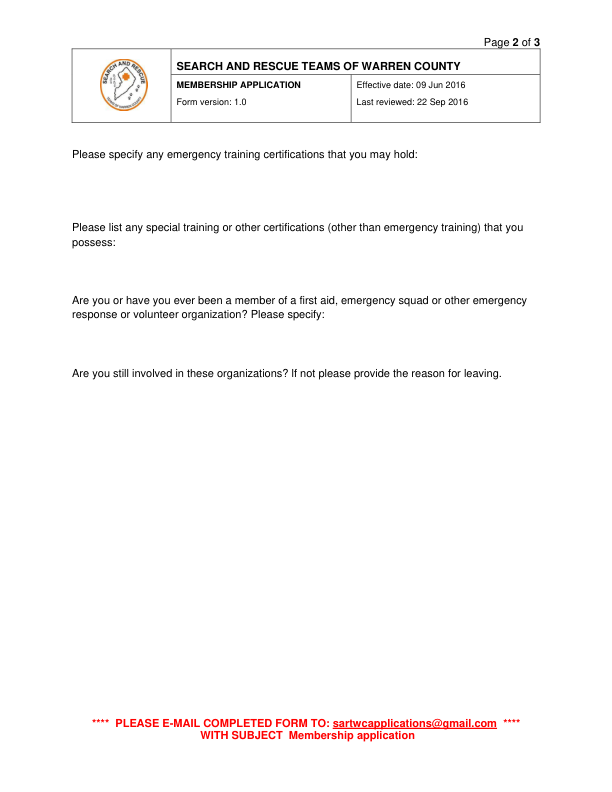 Page 2 of 3
SEARCH AND RESCUE
TEAMS OF WARREN COUNTY
SEARCH AND RESCUE TEAMS OF WARREN COUNTY
MEMBERSHIP APPLICATION
Form version: 1.0
Effective date: 09 Jun 2016
Last reviewed: 22 Sep 2016
Please specify any emergency training certifications that you may hold:
Please list any special training or other certifications (other than emergency training) that you
possess:
Are you or have you ever been a member of a first aid, emergency squad or other emergency
response or volunteer organization? Please specify:
Are you still involved in these organizations? If not please provide the reason for leaving.
**** PLEASE E-MAIL COMPLETED FORM TO: sartwcapplications@gmail.com ****
WITH SUBJECT Membership application